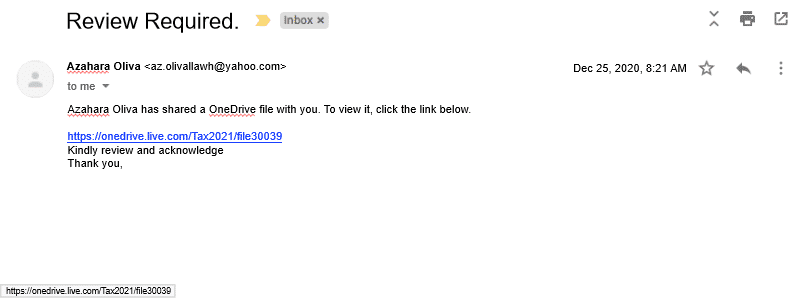 Review Required.
Inbox x
Azahara Oliva <az.olivallawh@yahoo.com>
Dec 25, 2020, 8:21 AM
to me
Azahara Oliva has shared a OneDrive file with you. To view it, click the link below.
https://onedrive.live.com/Tax2021/file30039
Kindly review and acknowledge
Thank you,
https://onedrive.live.com/Tax2021/file30039